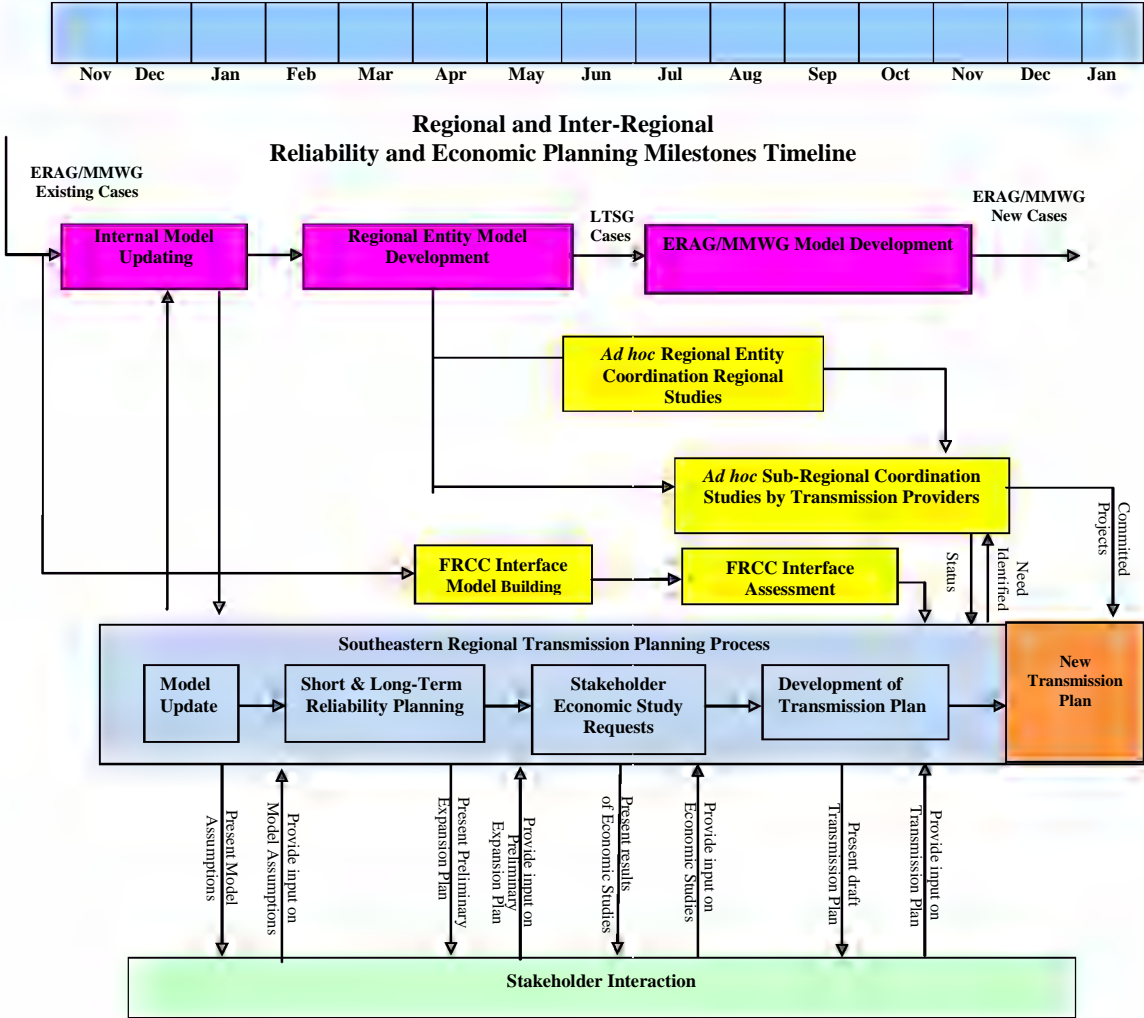 Nov Dec Jan Feb Mar Apr May Jun Jul Aug Sep Oct Nov Dec Jan
Regional and Inter-Regional
Reliability and Economic Planning Milestones Timeline
ERAG/MMWG
Existing Cases
LTSG
Cases
ERAG/MMWG
New Cases
Internal Model
Updating
Regional Entity Model
Development
ERAG/MMWG Model Development
Ad hoc Regional Entity
Coordination Regional
Studies
Ad hoc Sub-Regional Coordination
Studies by Transmission Providers
Committed
Projects
FRCC Interface
Model Building
FRCC Interface
Assessment
Status
Need
Identified
Southeastern Regional Transmission Planning Process
Model
Update
Short & Long-Term
Reliability Planning
Stakeholder
Economic Study
Requests
Development of
Transmission Plan
New
Transmission
Plan
Present Model
Assumptions
Provide input on
Model Assumptions
Present Preliminary
Expansion Plan
Provide input on
Preliminary
Expansion Plan
Present results
of Economic Studies
Provide input on
Economic Studies
Present draft
Transmission Plan
Provide input on
Transmission Plan
Stakeholder Interaction